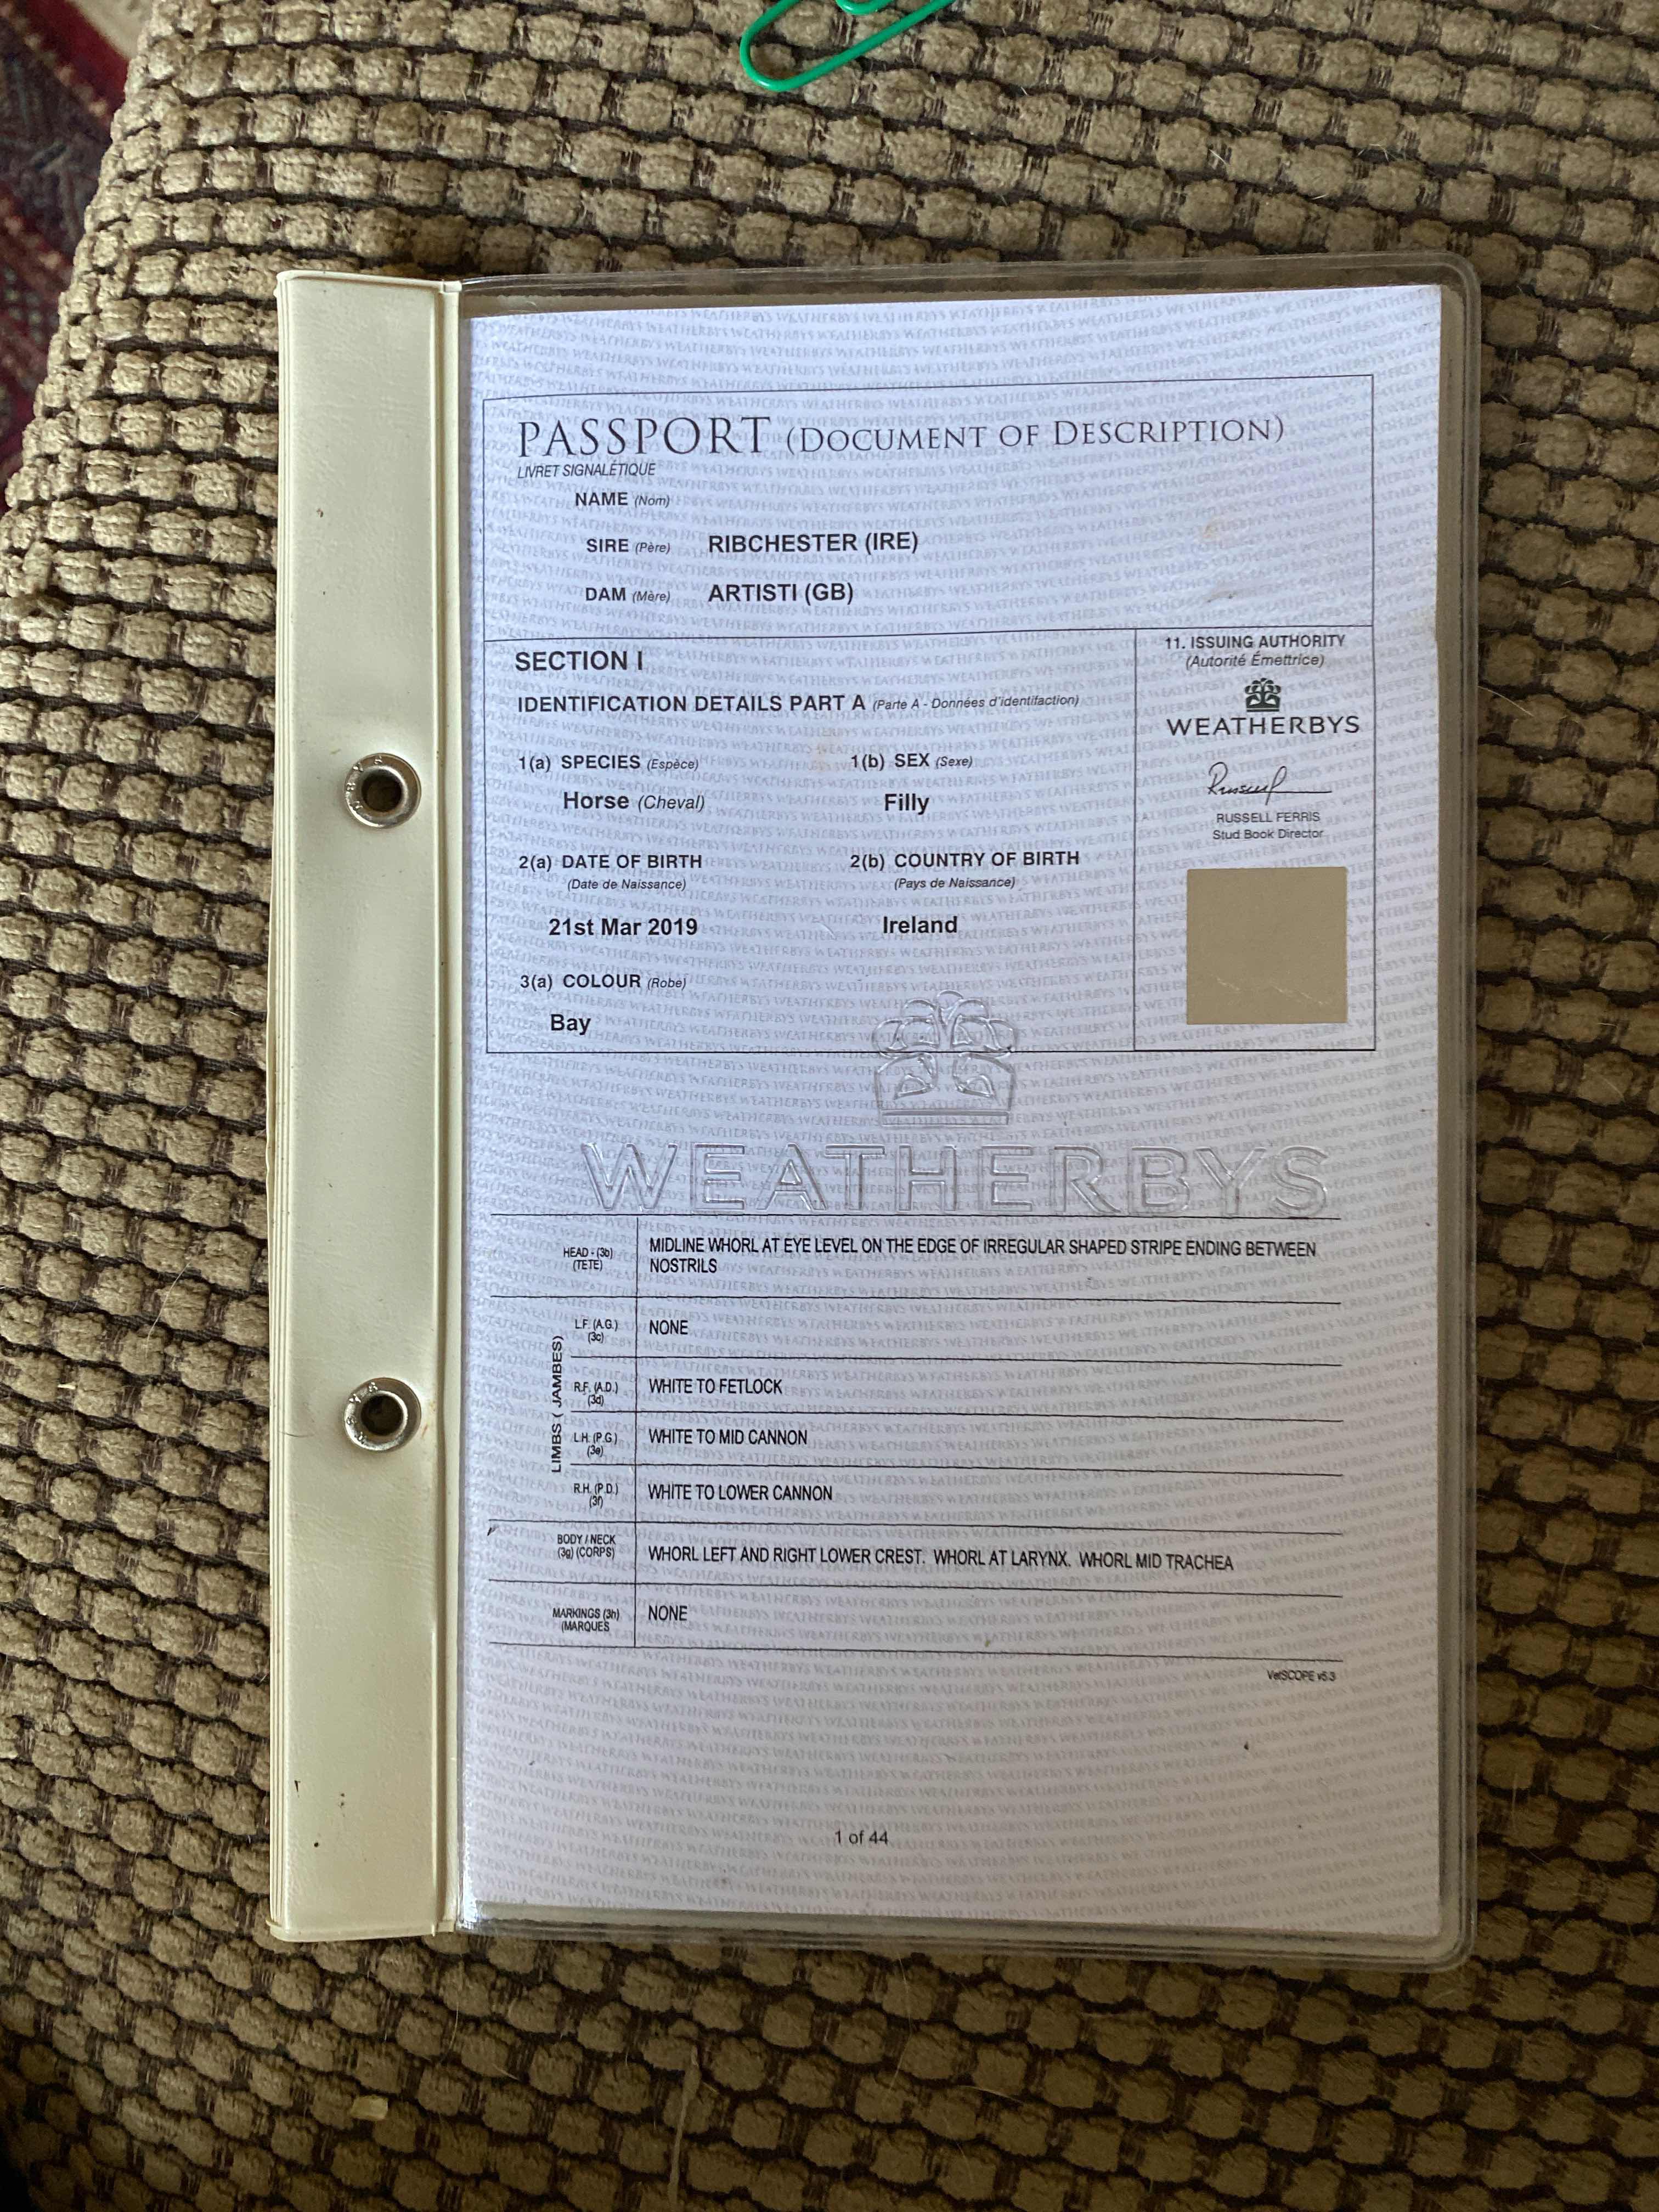 PASSPORT (DOCUMENT OF DESCRIPTION)
LIVRET SIGNALÉTIQUE
NAME (Nom)
SIRE (Père) RIBCHESTER (IRE)
DAM (Mère) ARTISTI (GB)
SECTION I
IDENTIFICATION DETAILS PART A (Parte A - Données d'identifaction)
1(a) SPECIES (Espèce) 1(b) SEX (Sexe)
Horse (Cheval) Filly
2(a) DATE OF BIRTH 2(b) COUNTRY OF BIRTH
(Date de Naissance) (Pays de Naissance)
21st Mar 2019 Ireland
3(a) COLOUR (Robe)
Bay
11. ISSUING AUTHORITY
(Autorité Émettrice)
WEATHERBYS
RUSSELL FERRIS
Stud Book Director
WEATHERBYS
HEAD - (3b) MIDLINE WHORL AT EYE LEVEL ON THE EDGE OF IRREGULAR SHAPED STRIPE ENDING BETWEEN
(TETE) NOSTRILS
LIMBS ( JAMBES)
L.F. (A.G.) NONE
(3c)
R.F. (A.D.) WHITE TO FETLOCK
(3d)
L.H. (P.G.) WHITE TO MID CANNON
(3e)
R.H. (P.D.) WHITE TO LOWER CANNON
(3f)
BODY / NECK
(3g) (CORPS) WHORL LEFT AND RIGHT LOWER CREST. WHORL AT LARYNX. WHORL MID TRACHEA
MARKINGS (3h) NONE
(MARQUES
VetSCOPE v5.3
1 of 44